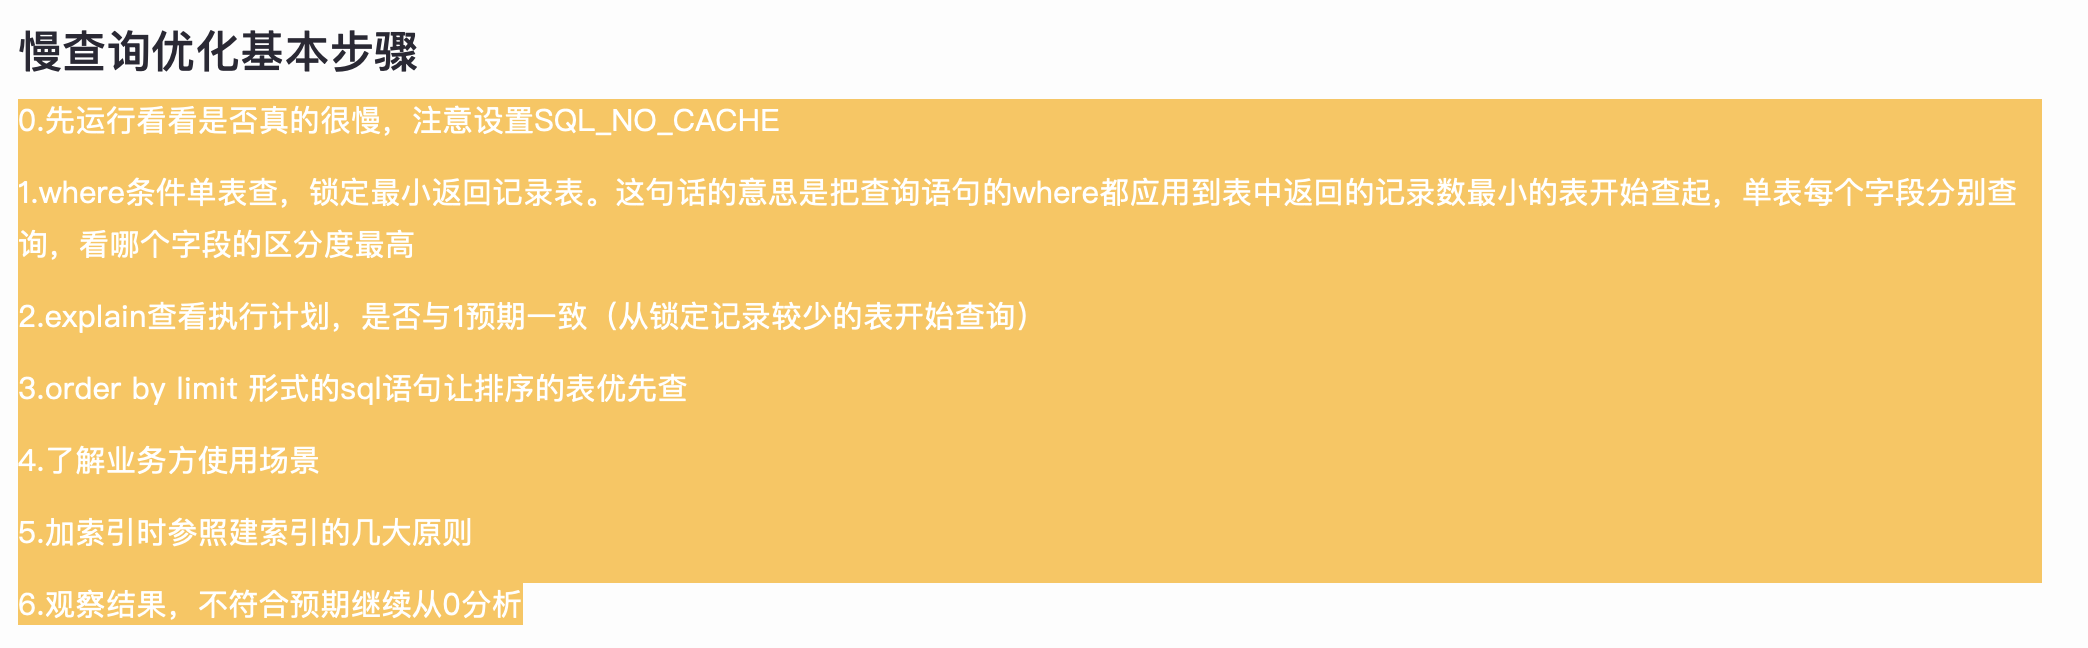 慢查询优化基本步骤
0.先运行看看是否真的很慢，注意设置SQL_NO_CACHE
1.where条件单表查，锁定最小返回记录表。这句话的意思是把查询语句的where都应用到表中返回的记录数最小的表开始查起，单表每个字段分别查
询，看哪个字段的区分度最高
2.explain查看执行计划，是否与1预期一致（从锁定记录较少的表开始查询）
3.order by limit 形式的sql语句让排序的表优先查
4.了解业务方使用场景
5.加索引时参照建索引的几大原则
6.观察结果，不符合预期继续从0分析